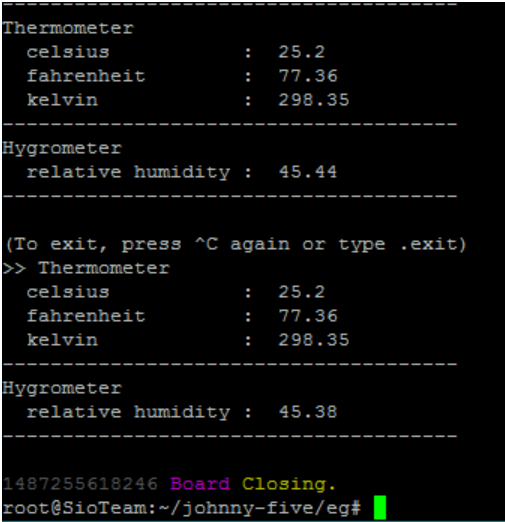 ---------------------------------------
Thermometer
  celsius           :  25.2
  fahrenheit        :  77.36
  kelvin            :  298.35
---------------------------------------
Hygrometer
  relative humidity :  45.44
---------------------------------------
(To exit, press ^C again or type .exit)
>> Thermometer
  celsius           :  25.2
  fahrenheit        :  77.36
  kelvin            :  298.35
---------------------------------------
Hygrometer
  relative humidity :  45.38
---------------------------------------
1487255618246 Board Closing.
root@SioTeam:~/johnny-five/eg#